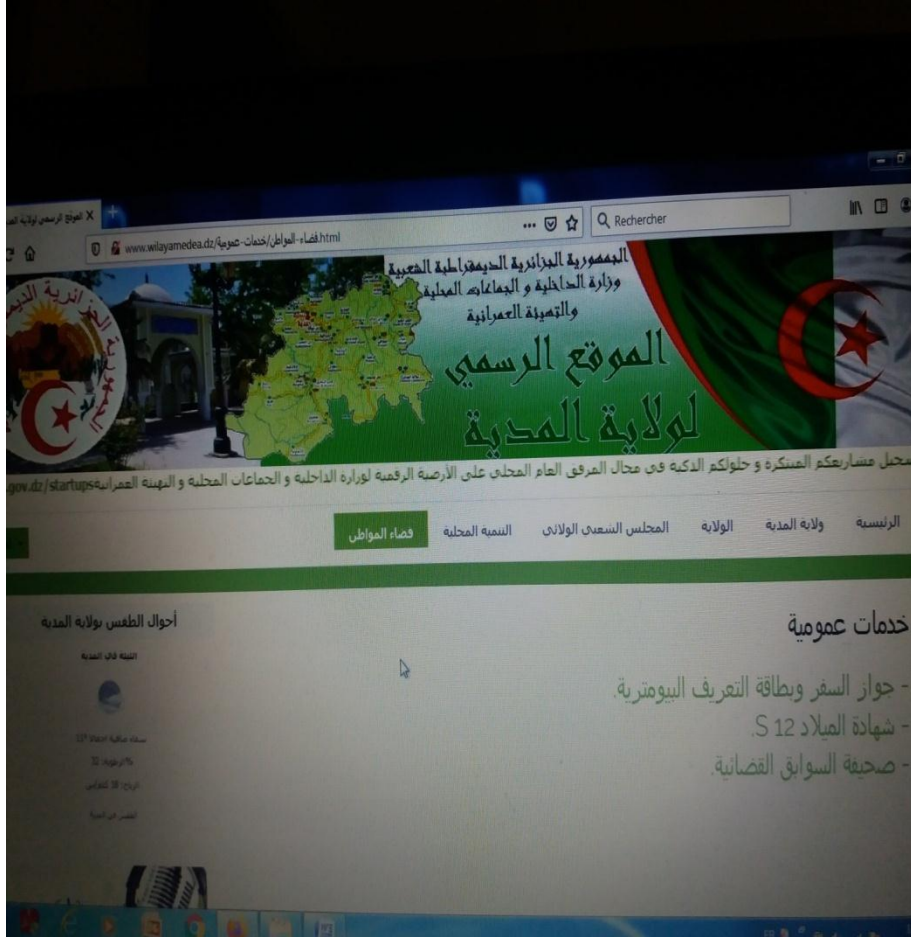 الموقع الرسمي لولاية
www.wilayamedea.dz/فضاء-المواطن/خدمات-عمومية.html
Rechercher
الجمهورية الجزائرية الديمقراطية الشعبية
وزارة الداخلية و الجماعات المحلية
والتهيئة العمرانية
الموقع الرسمي
لولاية المدية
مشاريعكم المبتكرة و حلولكم الذكية في مجال المرفق العام المحلي على الأرضية الرقمية لوزارة الداخلية و الجماعات المحلية و التهيئة العمرانية gov.dz/startups
الرئيسية ولاية المدية الولاية المجلس الشعبي الولائي التنمية المحلية فضاء المواطن
خدمات عمومية
- جواز السفر وبطاقة التعريف البيومترية.
- شهادة الميلاد S 12.
- صحيفة السوابق القضائية.
أحوال الطقس بولاية المدية